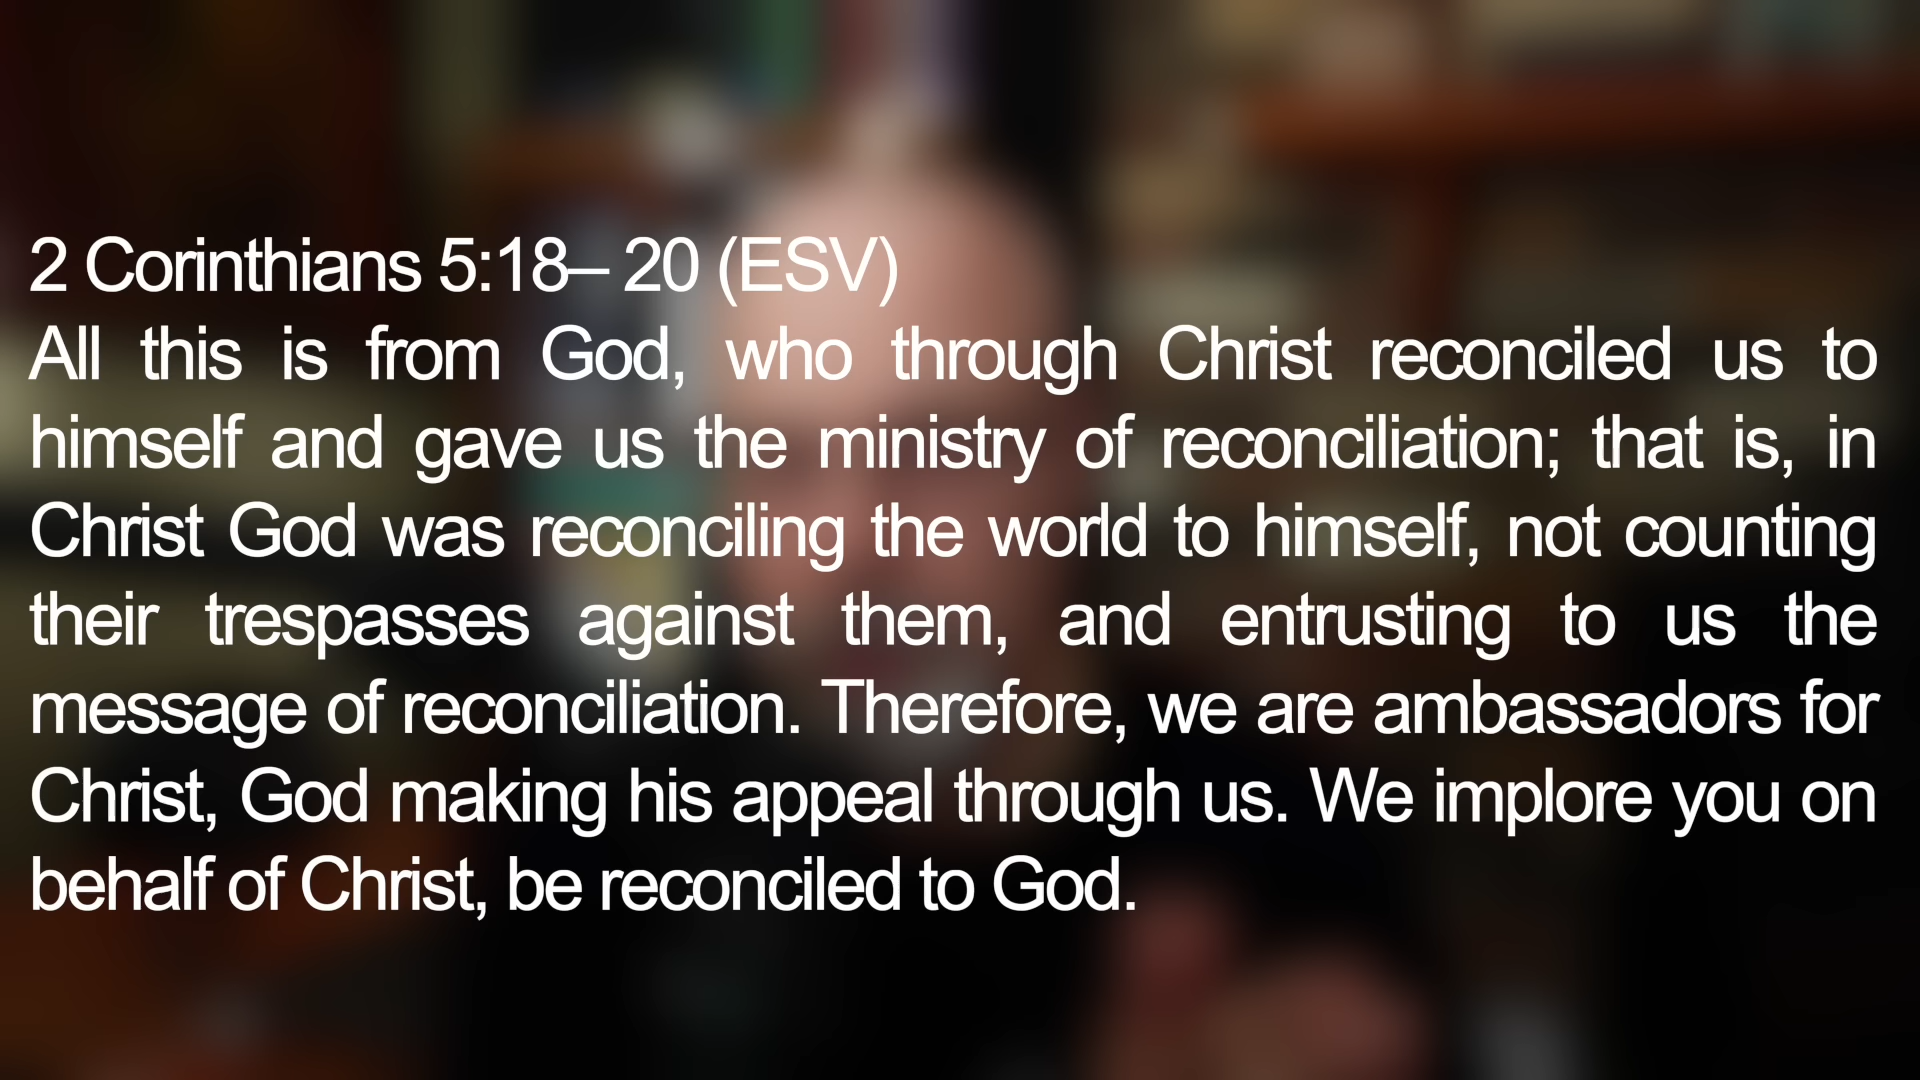 2 Corinthians 5:18– 20 (ESV)
All this is from God, who through Christ reconciled us to
himself and gave us the ministry of reconciliation; that is, in
Christ God was reconciling the world to himself, not counting
their trespasses against them, and entrusting to us the
message of reconciliation. Therefore, we are ambassadors for
Christ, God making his appeal through us. We implore you on
behalf of Christ, be reconciled to God.